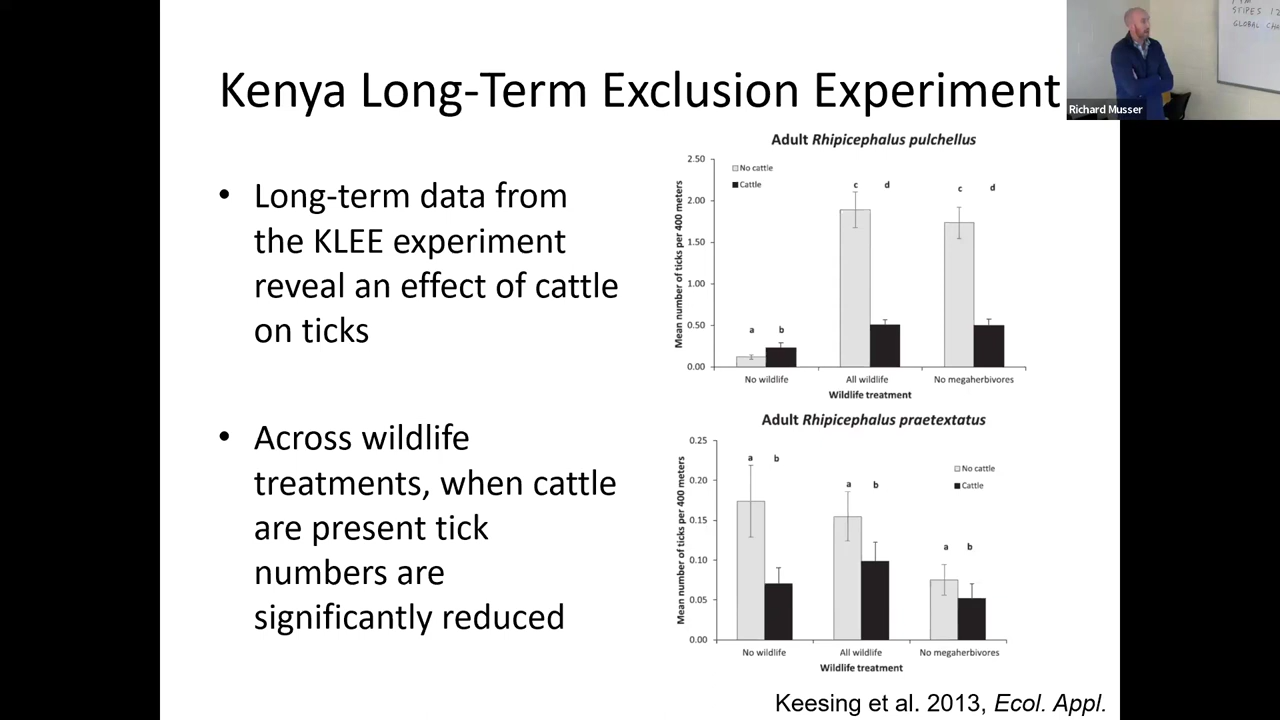 Kenya Long-Term Exclusion Experiment
STIPES 12
GLOBAL CHA
Richard Musser
• Long-term data from
the KLEE experiment
reveal an effect of cattle
on ticks
• Across wildlife
treatments, when cattle
are present tick
numbers are
significantly reduced
Adult Rhipicephalus pulchellus
Mean number of ticks per 400 meters
2.50
2.00
1.50
1.00
0.50
0.00
No cattle
Cattle
a b
c d
c d
No wildlife All wildlife No megaherbivores
Wildlife treatment
Adult Rhipicephalus praetextatus
Mean number of ticks per 400 meters
0.25
0.20
0.15
0.10
0.05
0.00
No cattle
Cattle
a b
a b
a b
No wildlife All wildlife No megaherbivores
Wildlife treatment
Keesing et al. 2013, Ecol. Appl.